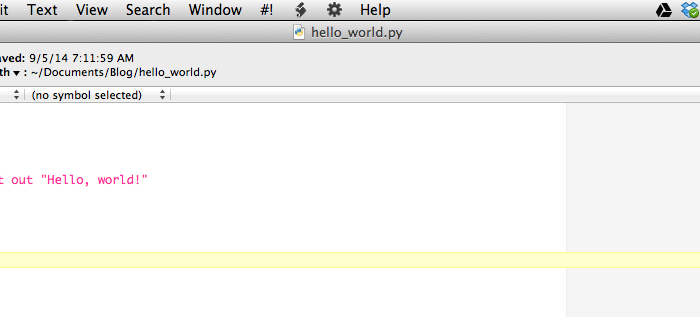 it Text View Search Window #! Help
hello_world.py
aved: 9/5/14 7:11:59 AM
th : ~/Documents/Blog/hello_world.py
(no symbol selected)
t out "Hello, world!"